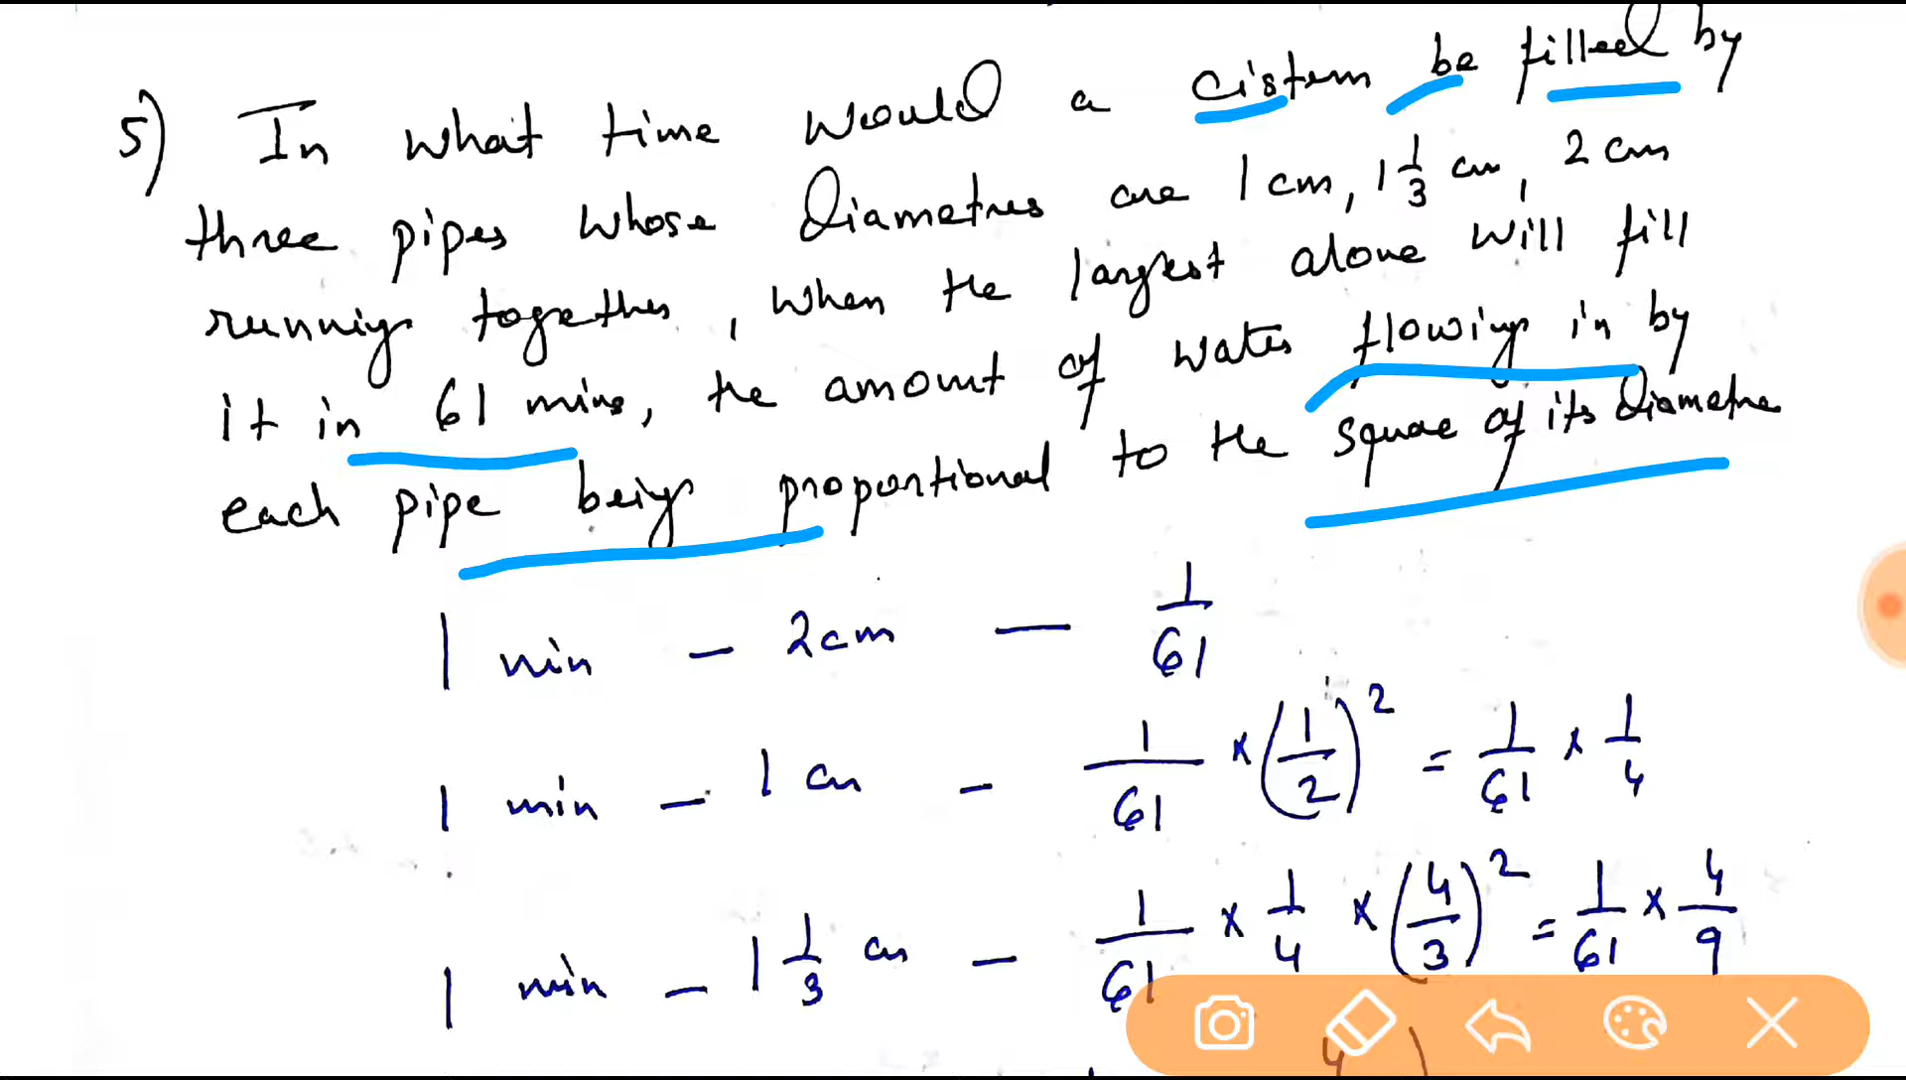 5) In what time would a cistern be filled by
three pipes whose diametres are 1 cm, 1 1/3 cm, 2 cm
running together, when the largest alone will fill
it in 61 mins, the amount of water flowing in by
each pipe being proportional to the square of its diametre
1 min - 2cm — 1/61
1 min - 1 cm - 1/61 × (1/2)² = 1/61 × 1/4
1 min - 1 1/3 cm - 1/61 × 1/4 × (4/3)² = 1/61 × 4/9